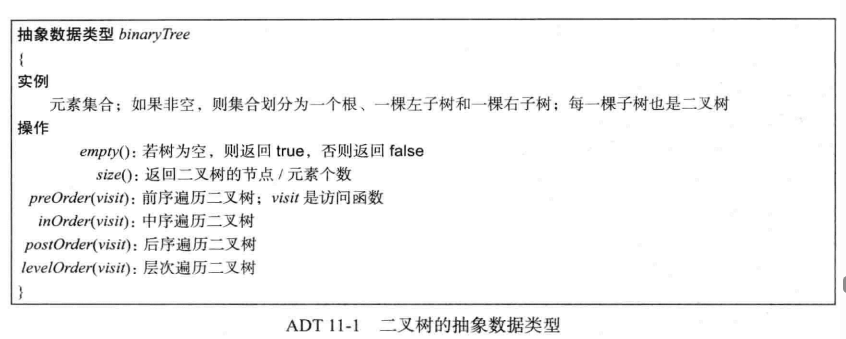 抽象数据类型 binaryTree
{
实例
元素集合；如果非空，则集合划分为一个根、一棵左子树和一棵右子树；每一棵子树也是二叉树
操作
empty()：若树为空，则返回 true，否则返回 false
size()：返回二叉树的节点 / 元素个数
preOrder(visit)：前序遍历二叉树；visit 是访问函数
inOrder(visit)：中序遍历二叉树
postOrder(visit)：后序遍历二叉树
levelOrder(visit)：层次遍历二叉树
}
ADT 11-1 二叉树的抽象数据类型